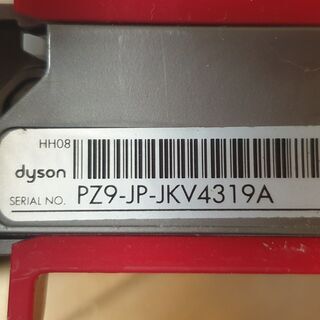 HH08
dyson
SERIAL NO. PZ9-JP-JKV4319A